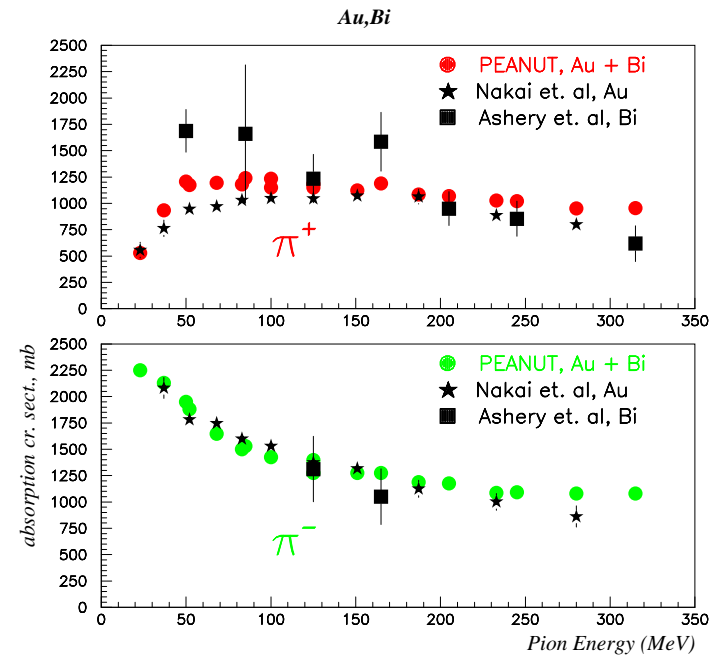 Au,Bi
2500
2250
2000
1750
1500
1250
1000
750
500
250
0
PEANUT, Au + Bi
Nakai et. al, Au
Ashery et. al, Bi
π+
0 50 100 150 200 250 300 350
absorption cr. sect., mb
2500
2250
2000
1750
1500
1250
1000
750
500
250
0
PEANUT, Au + Bi
Nakai et. al, Au
Ashery et. al, Bi
π−
0 50 100 150 200 250 300 350
Pion Energy (MeV)